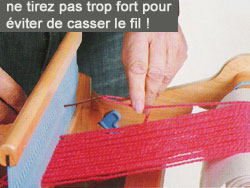 ne tirez pas trop fort pour
éviter de casser le fil !